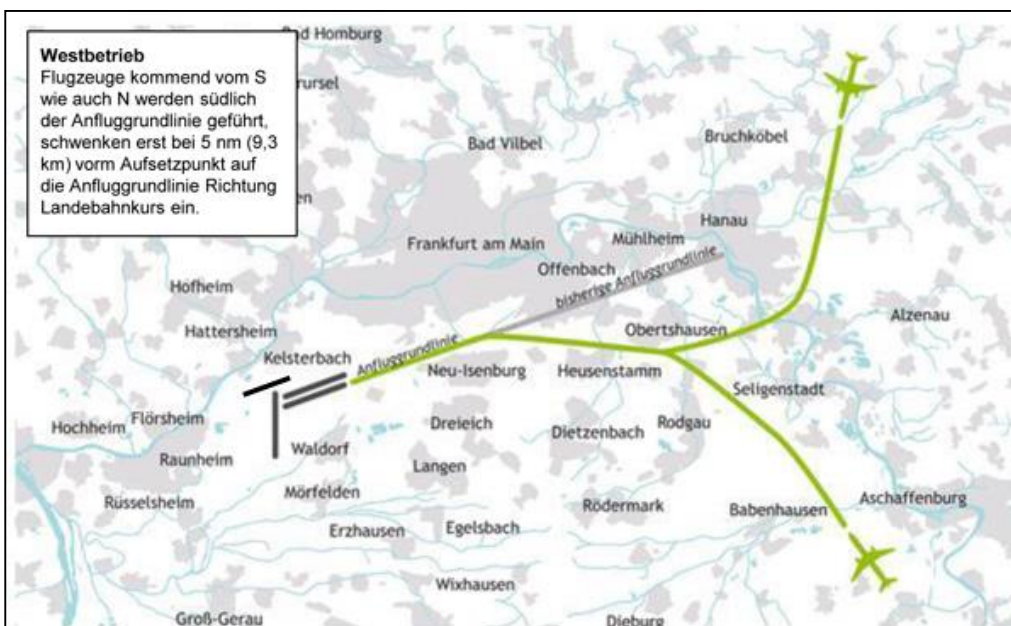 Westbetrieb
Flugzeuge kommend vom S
wie auch N werden südlich
der Anfluggrundlinie geführt,
schwenken erst bei 5 nm (9,3
km) vorm Aufsetzpunkt auf
die Anfluggrundlinie Richtung
Landebahnkurs ein.
Homburg
Bruchköbel
Bad Vilbel
Hanau
Frankfurt am Main
Mühlheim
Offenbach
bisherige Anfluggrundlinie
Hofheim
Alzenau
Hattersheim
Obertshausen
Kelsterbach
Anfluggrundlinie
Neu-Isenburg
Heusenstamm
Seligenstadt
Flörsheim
Hochheim
Dreieich
Rodgau
Dietzenbach
Waldorf
Raunheim
Langen
Mörfelden
Rüsselsheim
Rödermark
Babenhausen
Aschaffenburg
Erzhausen
Egelsbach
Wixhausen
Groß-Gerau
Dieburg